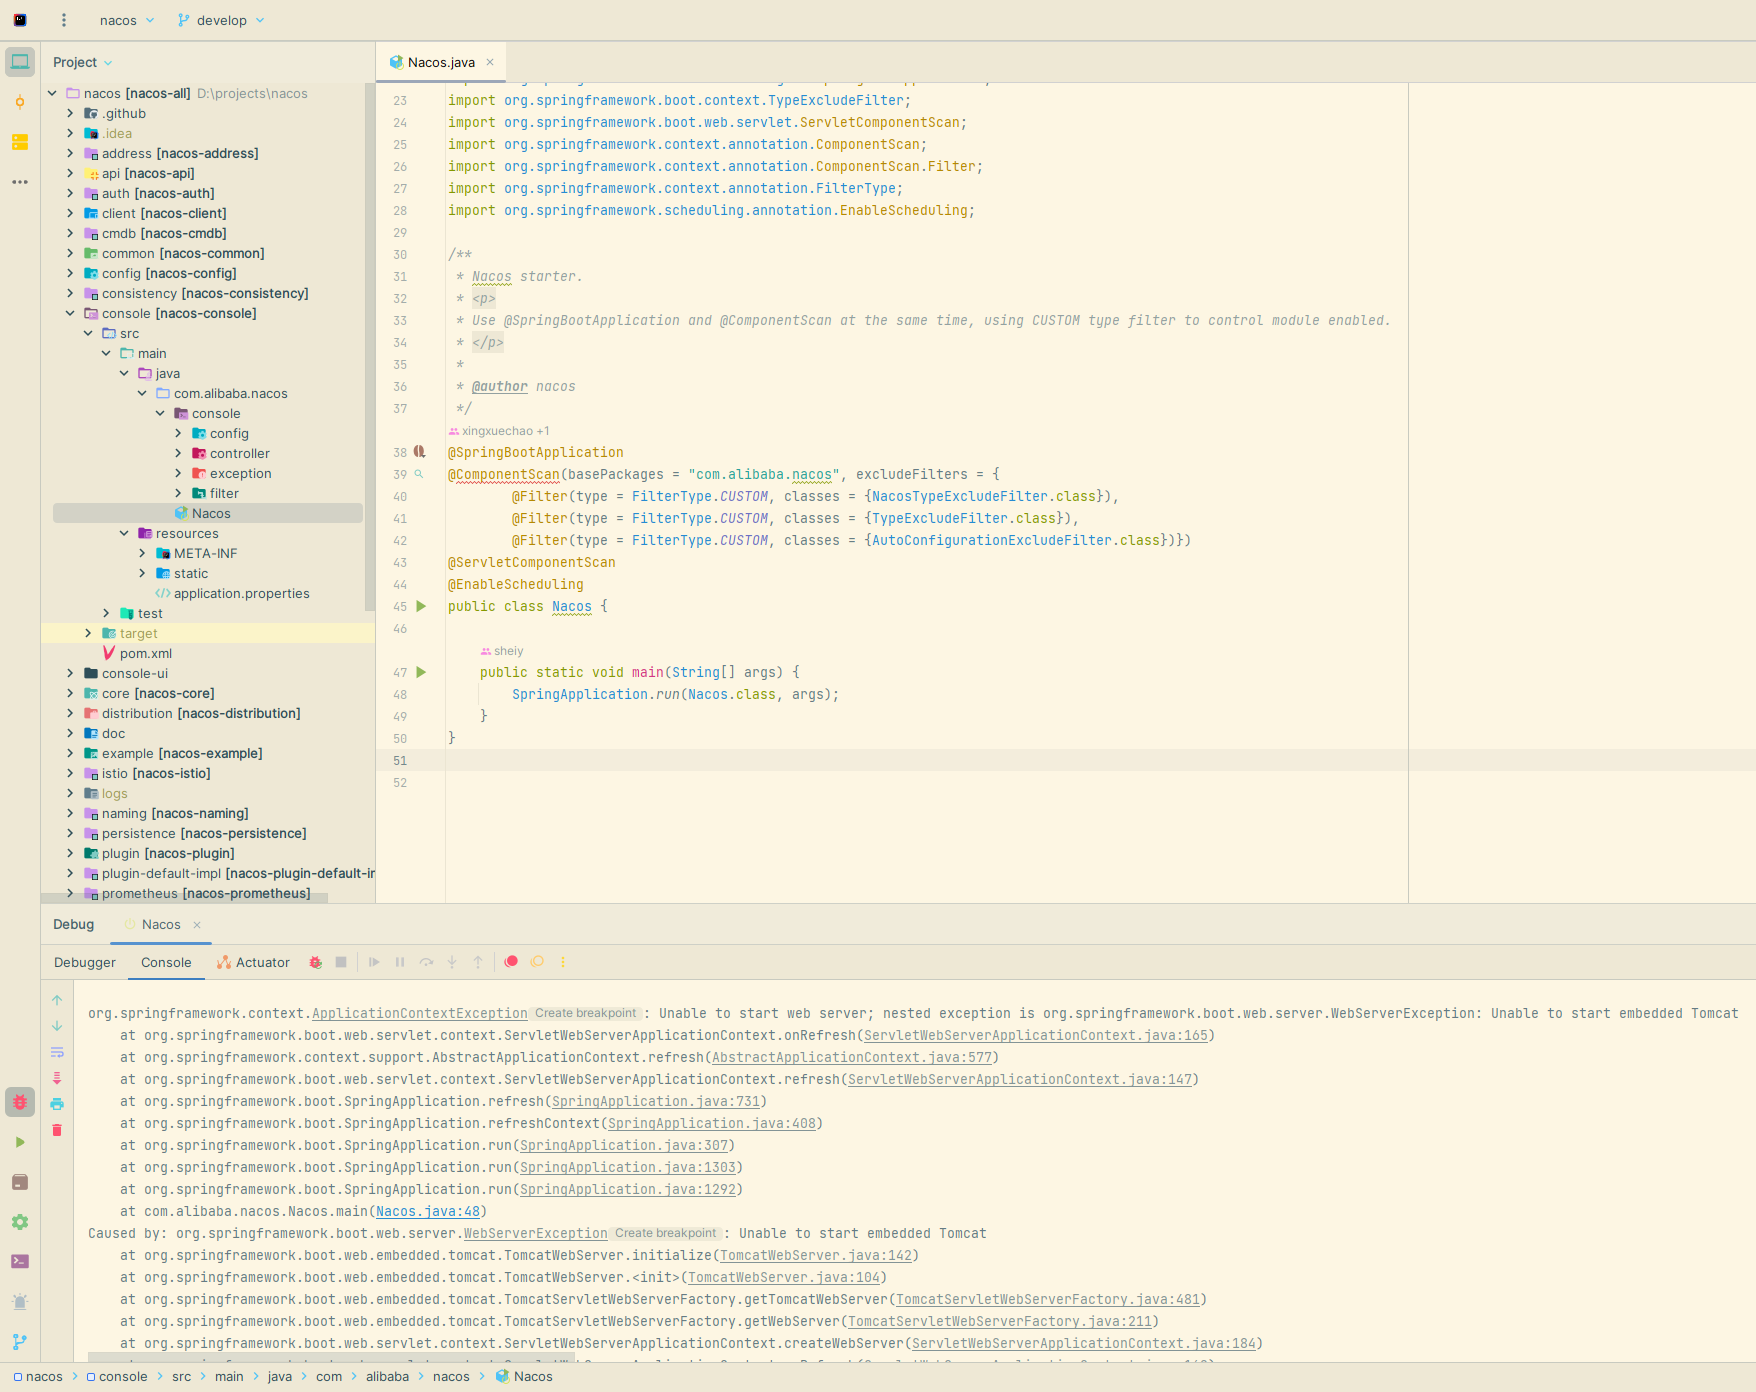 nacos develop
Project
Nacos.java
nacos [nacos-all] D:\projects\nacos
.github
.idea
address [nacos-address]
api [nacos-api]
auth [nacos-auth]
client [nacos-client]
cmdb [nacos-cmdb]
common [nacos-common]
config [nacos-config]
consistency [nacos-consistency]
console [nacos-console]
src
main
java
com.alibaba.nacos
console
config
controller
exception
filter
Nacos
resources
META-INF
static
application.properties
test
target
pom.xml
console-ui
core [nacos-core]
distribution [nacos-distribution]
doc
example [nacos-example]
istio [nacos-istio]
logs
naming [nacos-naming]
persistence [nacos-persistence]
plugin [nacos-plugin]
plugin-default-impl [nacos-plugin-default-ir
prometheus [nacos-prometheus]
23 import org.springframework.boot.context.TypeExcludeFilter;
24 import org.springframework.boot.web.servlet.ServletComponentScan;
25 import org.springframework.context.annotation.ComponentScan;
26 import org.springframework.context.annotation.ComponentScan.Filter;
27 import org.springframework.context.annotation.FilterType;
28 import org.springframework.scheduling.annotation.EnableScheduling;
29
30 /**
31 * Nacos starter.
32 * <p>
33 * Use @SpringBootApplication and @ComponentScan at the same time, using CUSTOM type filter to control module enabled.
34 * </p>
35 *
36 * @author nacos
37 */
xingxuechao +1
38 @SpringBootApplication
39 @ComponentScan(basePackages = "com.alibaba.nacos", excludeFilters = {
40 @Filter(type = FilterType.CUSTOM, classes = {NacosTypeExcludeFilter.class}),
41 @Filter(type = FilterType.CUSTOM, classes = {TypeExcludeFilter.class}),
42 @Filter(type = FilterType.CUSTOM, classes = {AutoConfigurationExcludeFilter.class})})
43 @ServletComponentScan
44 @EnableScheduling
45 public class Nacos {
46
sheiy
47 public static void main(String[] args) {
48 SpringApplication.run(Nacos.class, args);
49 }
50 }
51
52
Debug Nacos
Debugger Console Actuator
org.springframework.context.ApplicationContextException Create breakpoint : Unable to start web server; nested exception is org.springframework.boot.web.server.WebServerException: Unable to start embedded Tomcat
at org.springframework.boot.web.servlet.context.ServletWebServerApplicationContext.onRefresh(ServletWebServerApplicationContext.java:165)
at org.springframework.context.support.AbstractApplicationContext.refresh(AbstractApplicationContext.java:577)
at org.springframework.boot.web.servlet.context.ServletWebServerApplicationContext.refresh(ServletWebServerApplicationContext.java:147)
at org.springframework.boot.SpringApplication.refresh(SpringApplication.java:731)
at org.springframework.boot.SpringApplication.refreshContext(SpringApplication.java:408)
at org.springframework.boot.SpringApplication.run(SpringApplication.java:307)
at org.springframework.boot.SpringApplication.run(SpringApplication.java:1303)
at org.springframework.boot.SpringApplication.run(SpringApplication.java:1292)
at com.alibaba.nacos.Nacos.main(Nacos.java:48)
Caused by: org.springframework.boot.web.server.WebServerException Create breakpoint : Unable to start embedded Tomcat
at org.springframework.boot.web.embedded.tomcat.TomcatWebServer.initialize(TomcatWebServer.java:142)
at org.springframework.boot.web.embedded.tomcat.TomcatWebServer.<init>(TomcatWebServer.java:104)
at org.springframework.boot.web.embedded.tomcat.TomcatServletWebServerFactory.getTomcatWebServer(TomcatServletWebServerFactory.java:481)
at org.springframework.boot.web.embedded.tomcat.TomcatServletWebServerFactory.getWebServer(TomcatServletWebServerFactory.java:211)
at org.springframework.boot.web.servlet.context.ServletWebServerApplicationContext.createWebServer(ServletWebServerApplicationContext.java:184)
nacos console src main java com alibaba nacos Nacos